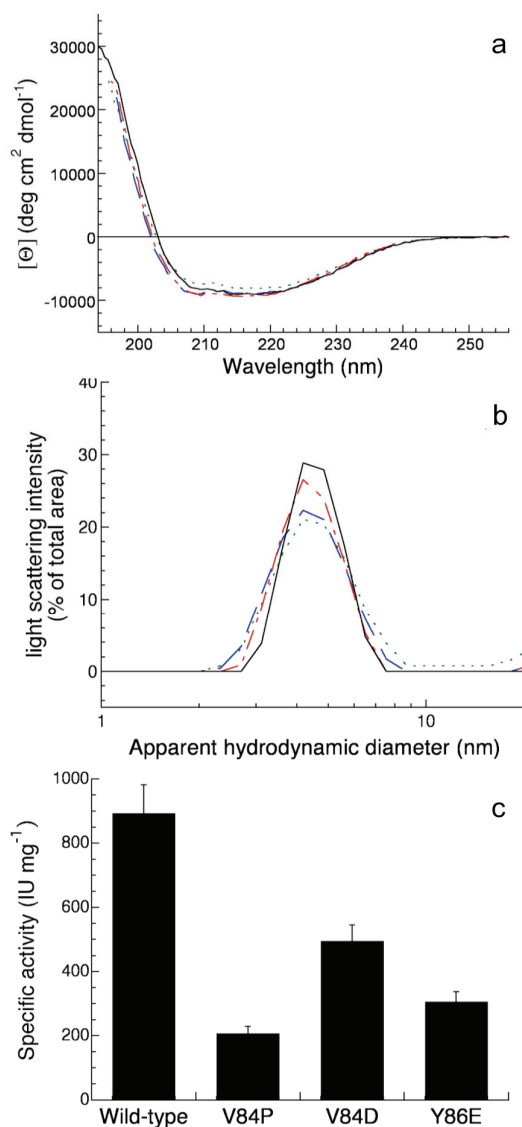 a
30000
20000
10000
0
-10000
[Θ] (deg cm² dmol⁻¹)
200 210 220 230 240 250
Wavelength (nm)
b
40
30
20
10
0
light scattering intensity
(% of total area)
1 10
Apparent hydrodynamic diameter (nm)
c
1000
800
600
400
200
0
Specific activity (IU mg⁻¹)
Wild-type V84P V84D Y86E